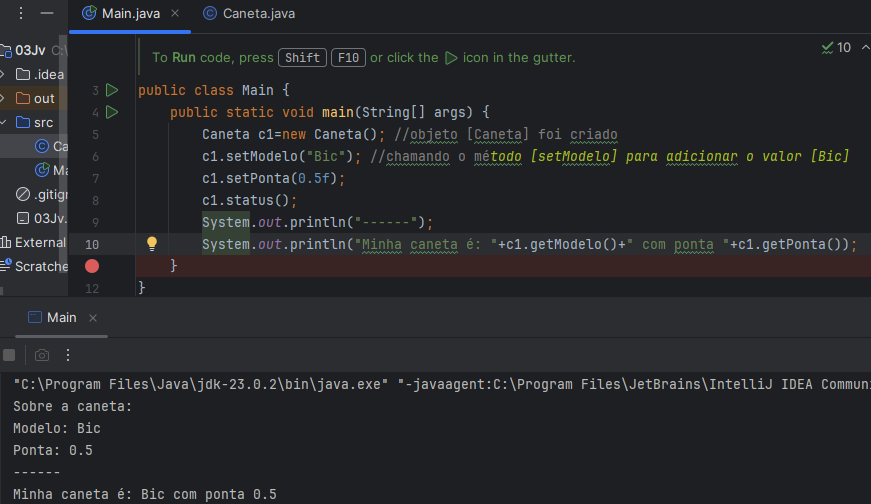 Main.java × Caneta.java
03Jv
.idea
out
src
.gitign
03Jv.
External
Scratche
To Run code, press Shift F10 or click the icon in the gutter.
10
3 public class Main {
4 public static void main(String[] args) {
5 Caneta c1=new Caneta(); //objeto [Caneta] foi criado
6 c1.setModelo("Bic"); //chamando o método [setModelo] para adicionar o valor [Bic]
7 c1.setPonta(0.5f);
8 c1.status();
9 System.out.println("------");
10 System.out.println("Minha caneta é: "+c1.getModelo()+" com ponta "+c1.getPonta());
}
12 }
Main ×
"C:\Program Files\Java\jdk-23.0.2\bin\java.exe" "-javaagent:C:\Program Files\JetBrains\IntelliJ IDEA Commun
Sobre a caneta:
Modelo: Bic
Ponta: 0.5
------
Minha caneta é: Bic com ponta 0.5